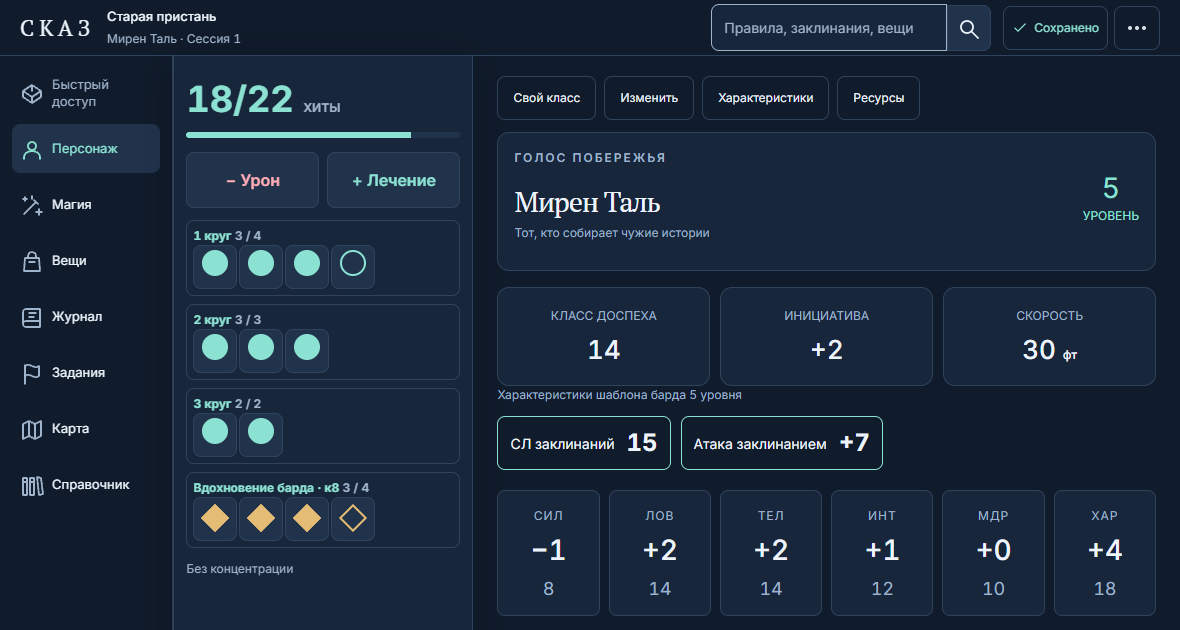 СКАЗ
Старая пристань
Мирен Таль · Сессия 1
Правила, заклинания, вещи
Сохранено
Быстрый
доступ
Персонаж
Магия
Вещи
Журнал
Задания
Карта
Справочник
18/22 хиты
− Урон
+ Лечение
1 круг 3 / 4
2 круг 3 / 3
3 круг 2 / 2
Вдохновение барда · к8 3 / 4
Без концентрации
Свой класс
Изменить
Характеристики
Ресурсы
ГОЛОС ПОБЕРЕЖЬЯ
Мирен Таль
Тот, кто собирает чужие истории
5
УРОВЕНЬ
КЛАСС ДОСПЕХА
14
ИНИЦИАТИВА
+2
СКОРОСТЬ
30 фт
Характеристики шаблона барда 5 уровня
СЛ заклинаний 15
Атака заклинанием +7
СИЛ
−1
8
ЛОВ
+2
14
ТЕЛ
+2
14
ИНТ
+1
12
МДР
+0
10
ХАР
+4
18